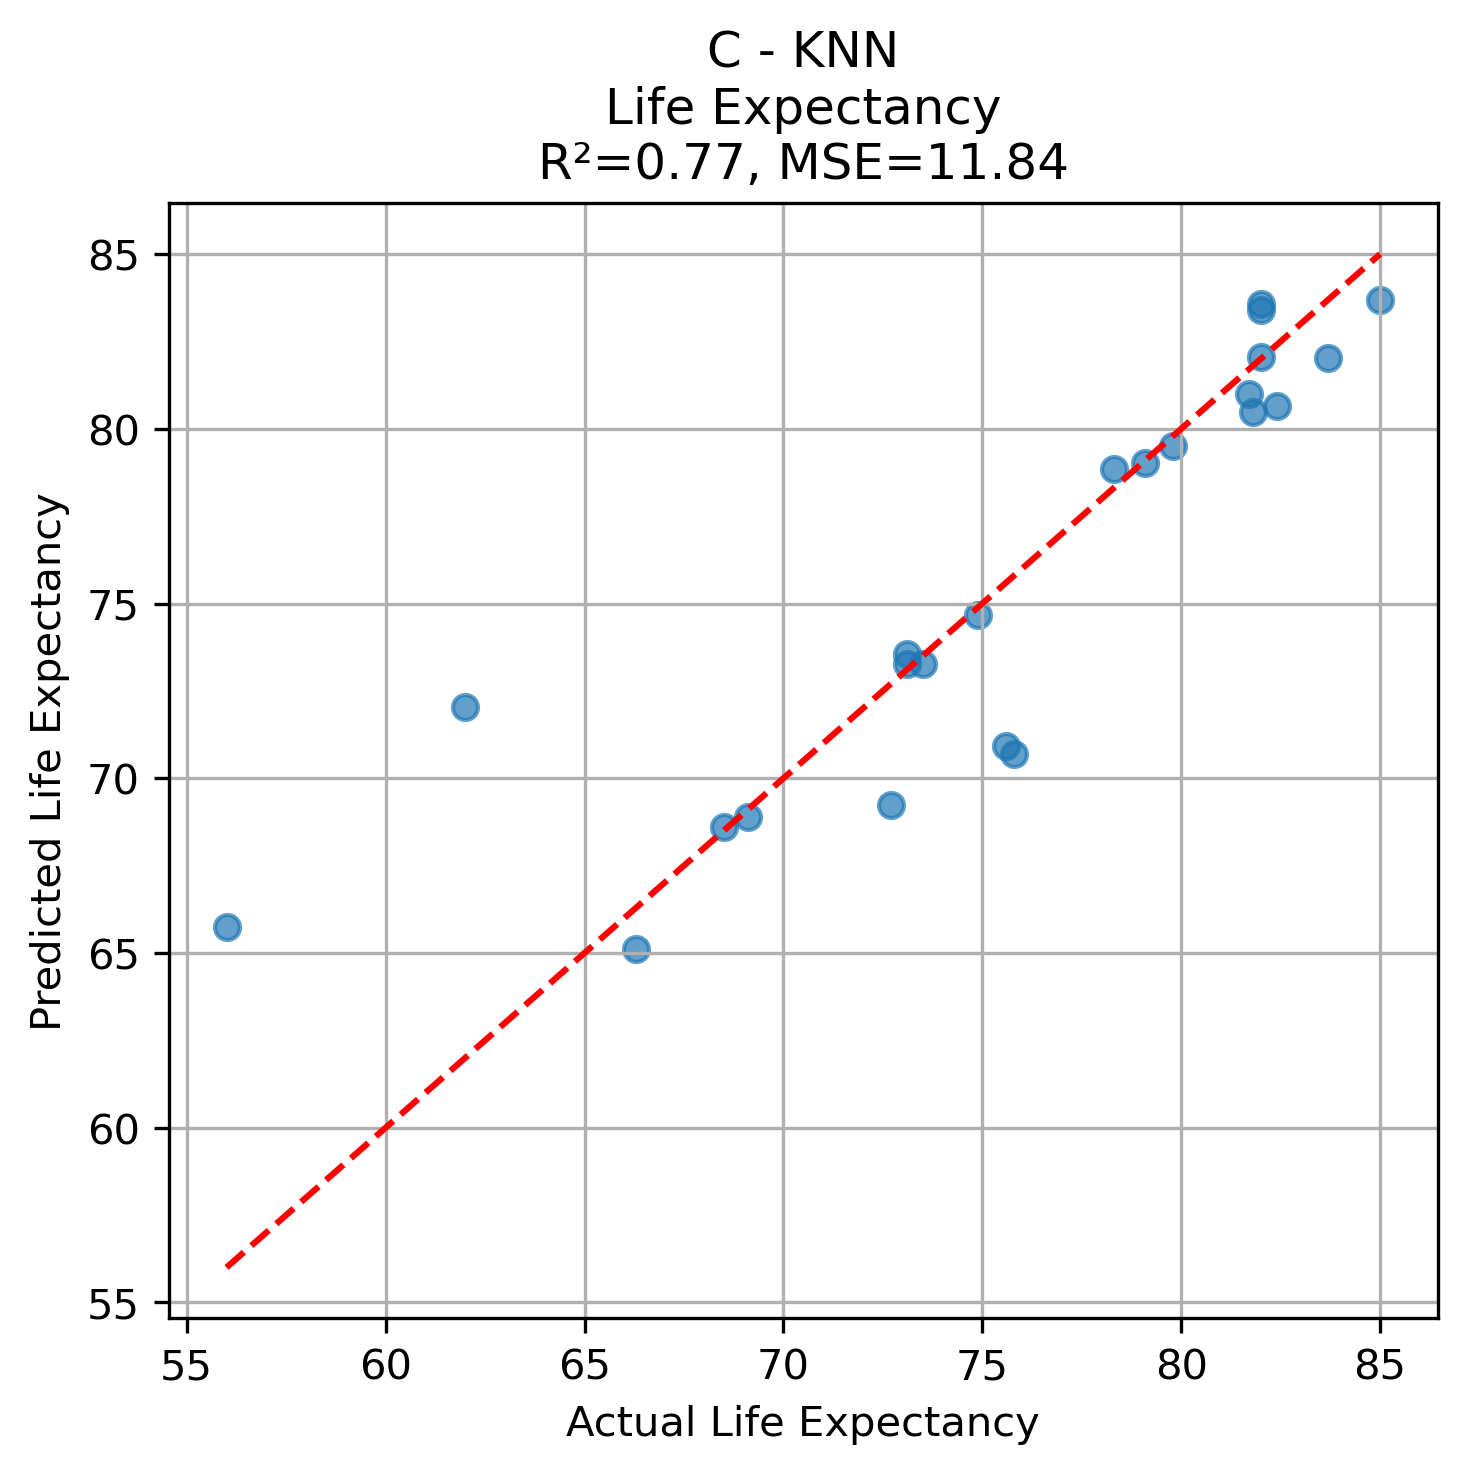 C - KNN
Life Expectancy
R²=0.77, MSE=11.84
85
80
75
70
65
60
55
Predicted Life Expectancy
55 60 65 70 75 80 85
Actual Life Expectancy